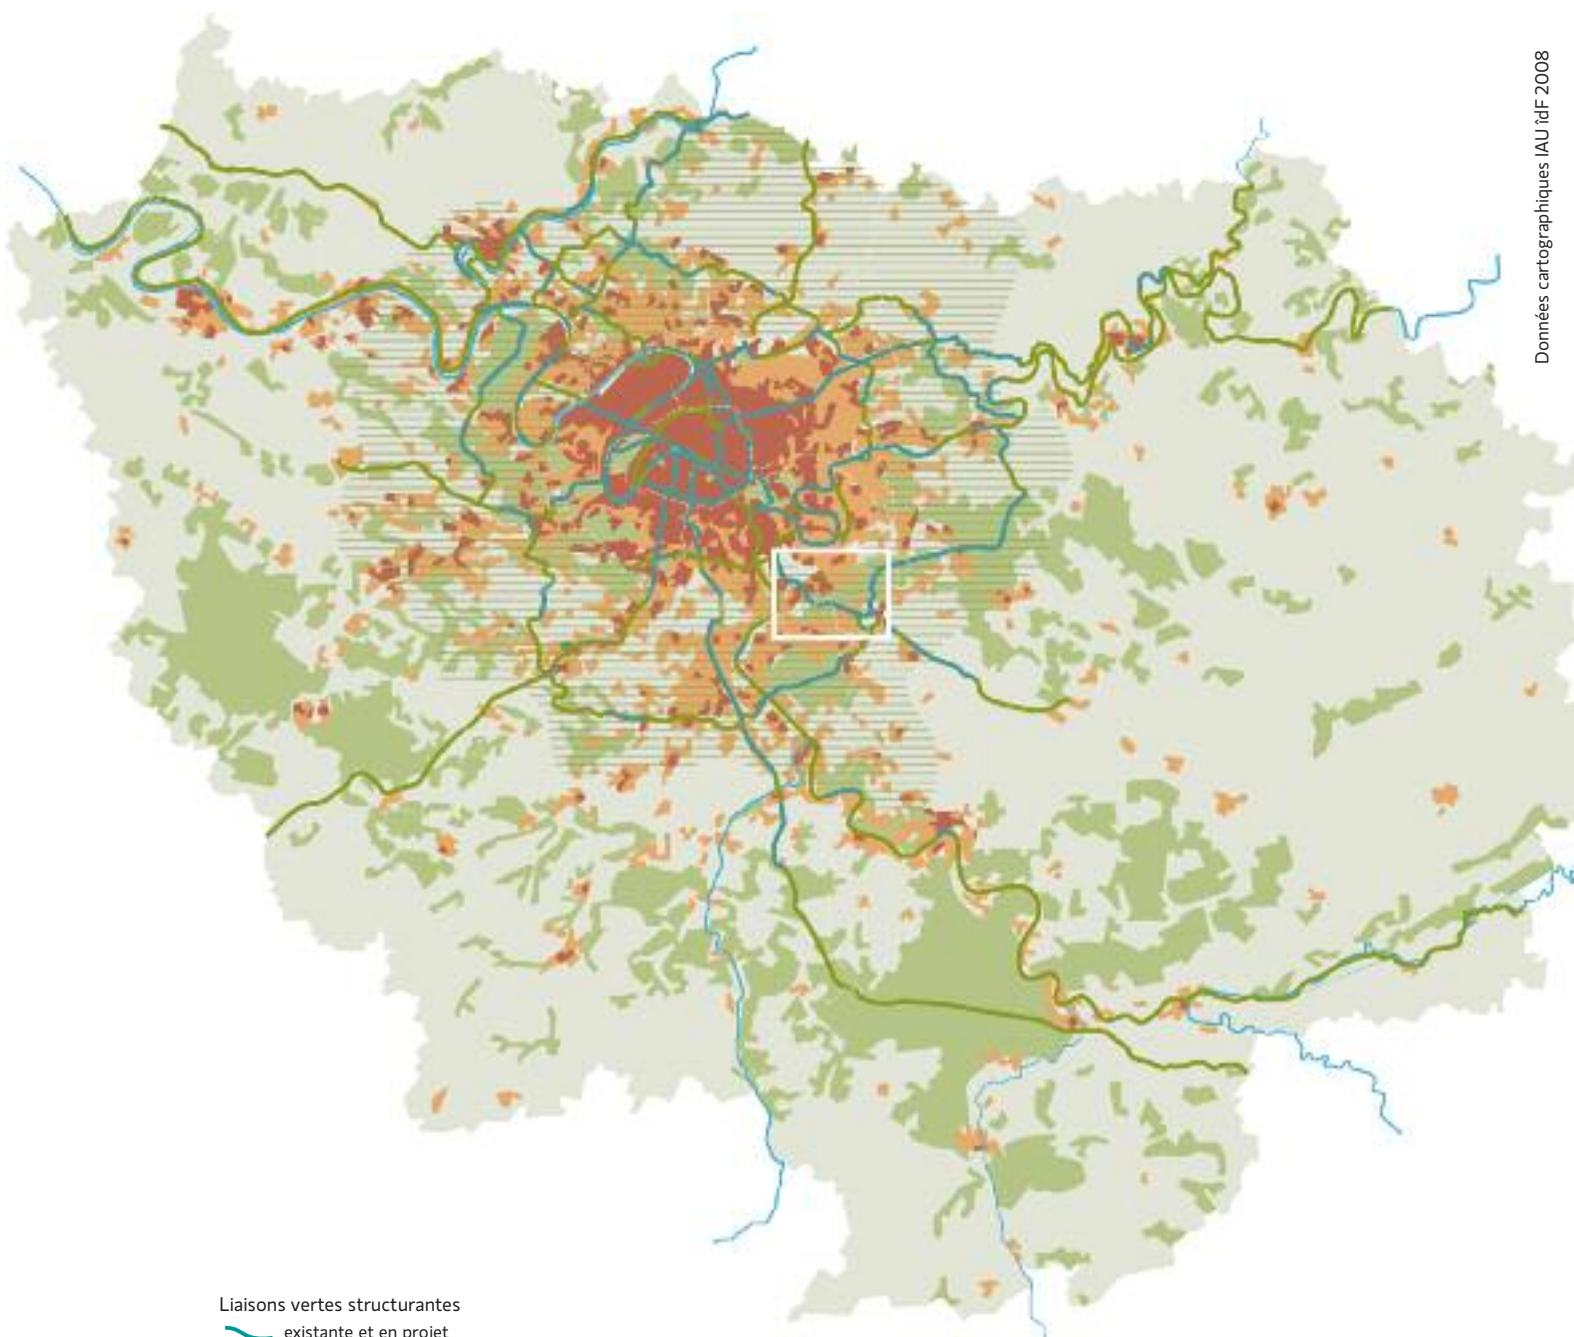 Données cartographiques IAU îdF 2008
Liaisons vertes structurantes
existante et en projet